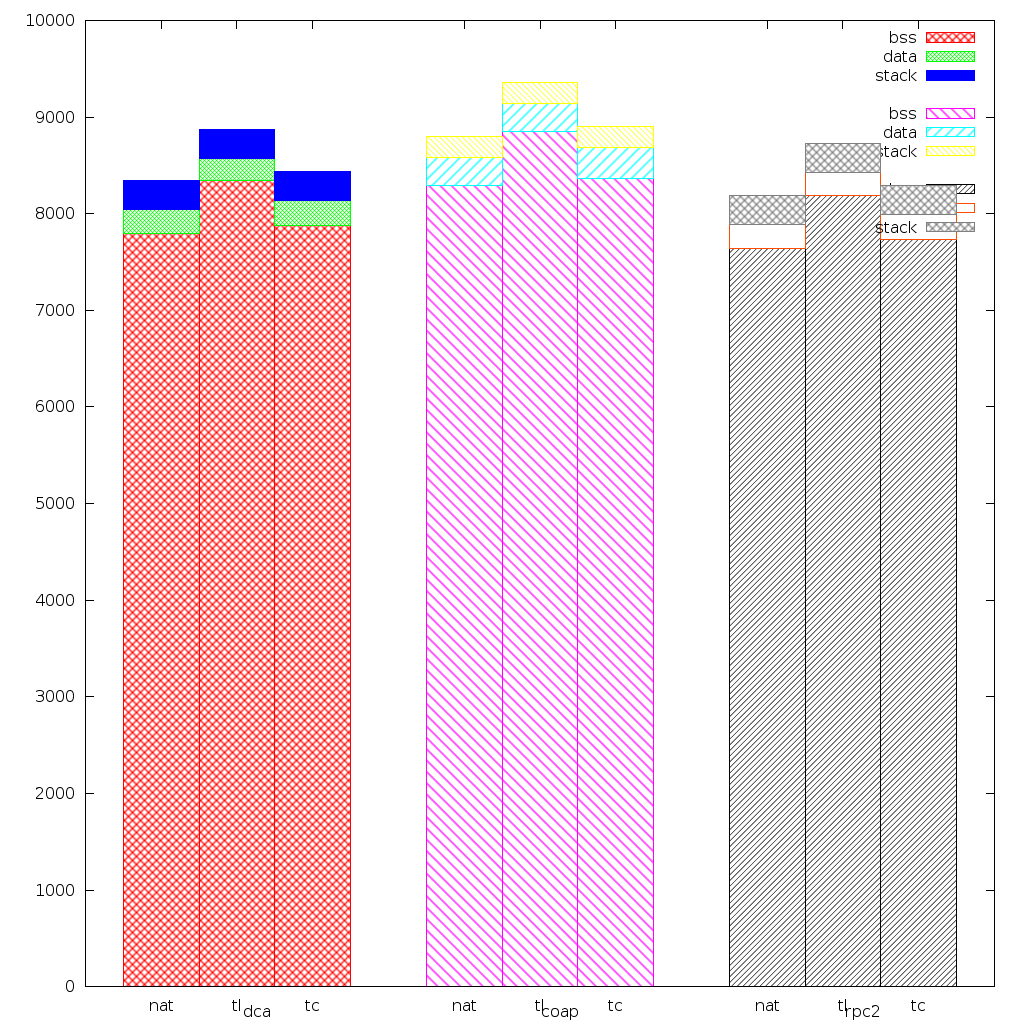 10000
9000
8000
7000
6000
5000
4000
3000
2000
1000
0
bss
data
stack
bss
data
stack
stack
nat tl tc nat tl tc nat tl tc
dca coap rpc2